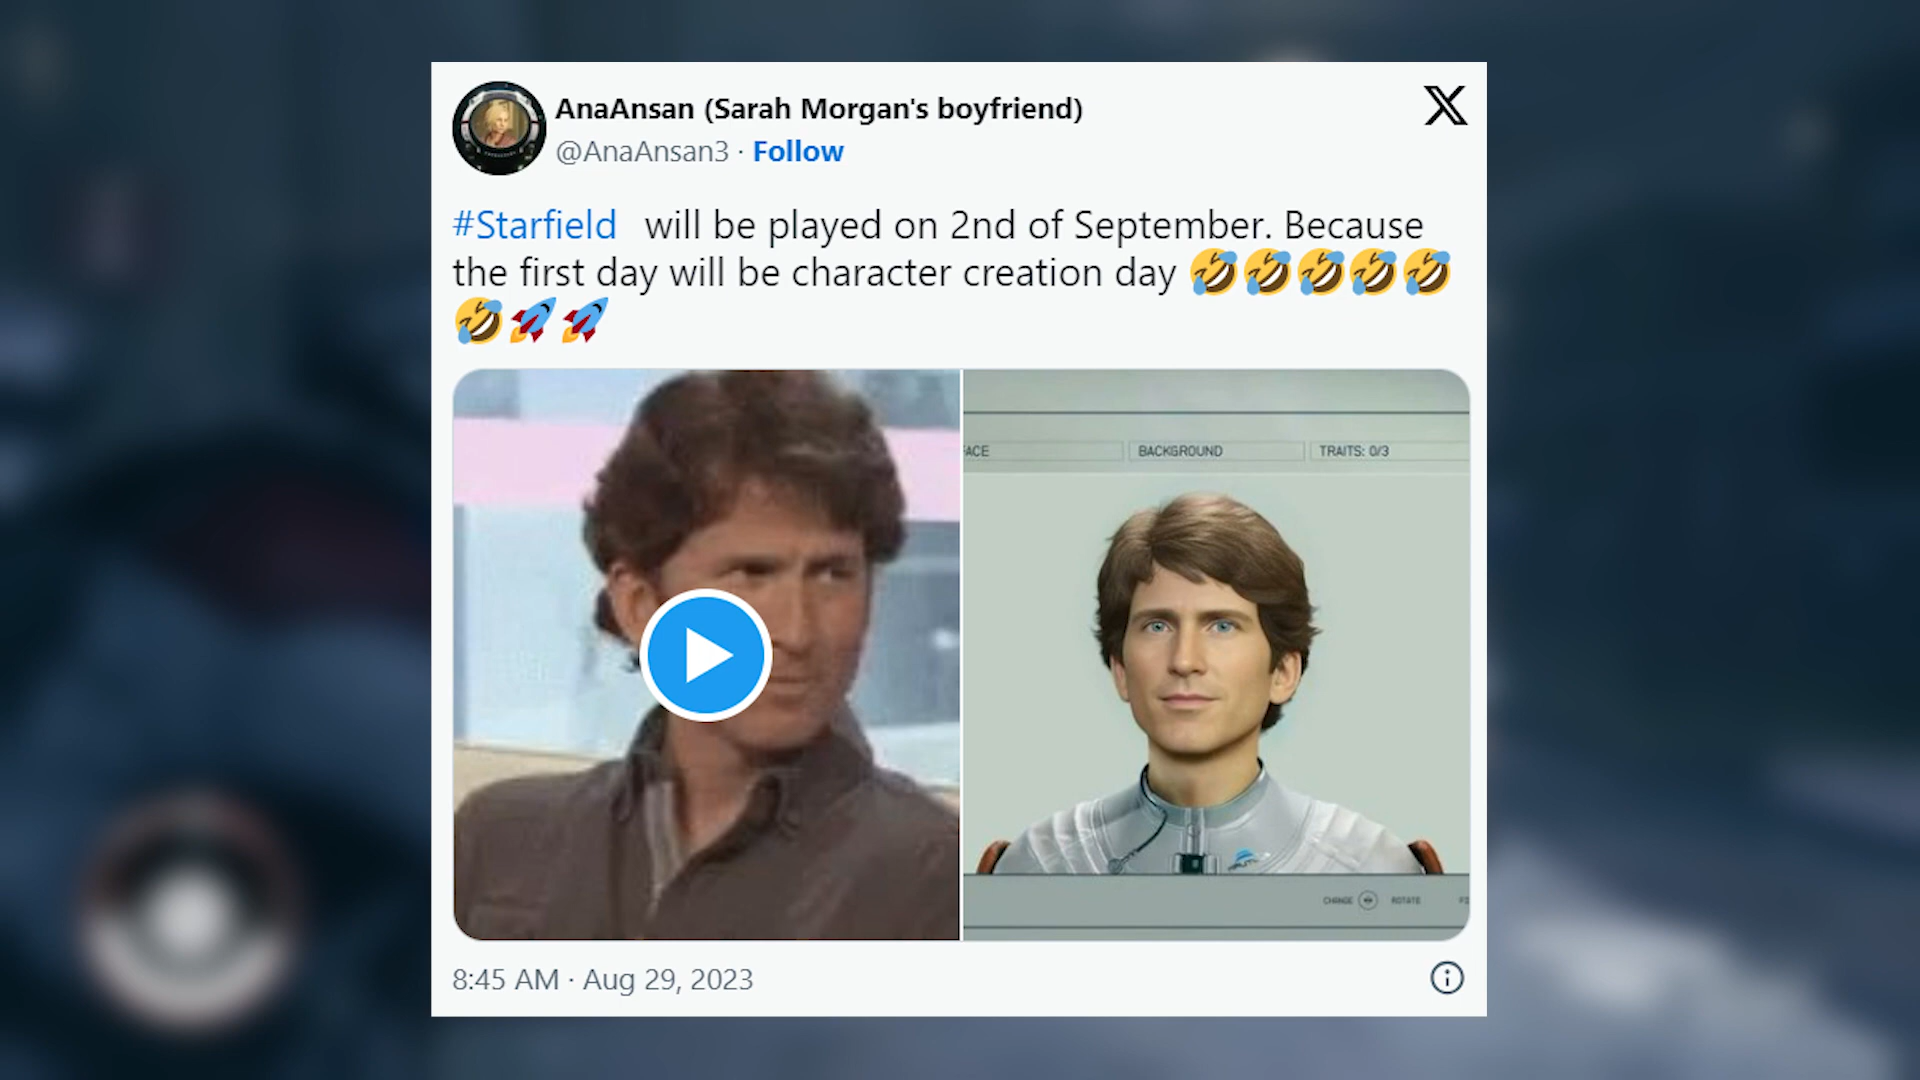 AnaAnsan (Sarah Morgan's boyfriend)
@AnaAnsan3 · Follow
#Starfield will be played on 2nd of September. Because
the first day will be character creation day 🤣🤣🤣🤣🤣
🤣🚀🚀
FACE BACKGROUND TRAITS: 0/3
CHANGE ROTATE
8:45 AM · Aug 29, 2023